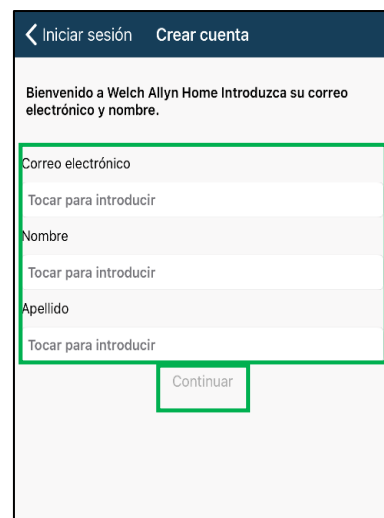 Iniciar sesión Crear cuenta
Bienvenido a Welch Allyn Home Introduzca su correo
electrónico y nombre.
Correo electrónico
Tocar para introducir
Nombre
Tocar para introducir
Apellido
Tocar para introducir
Continuar